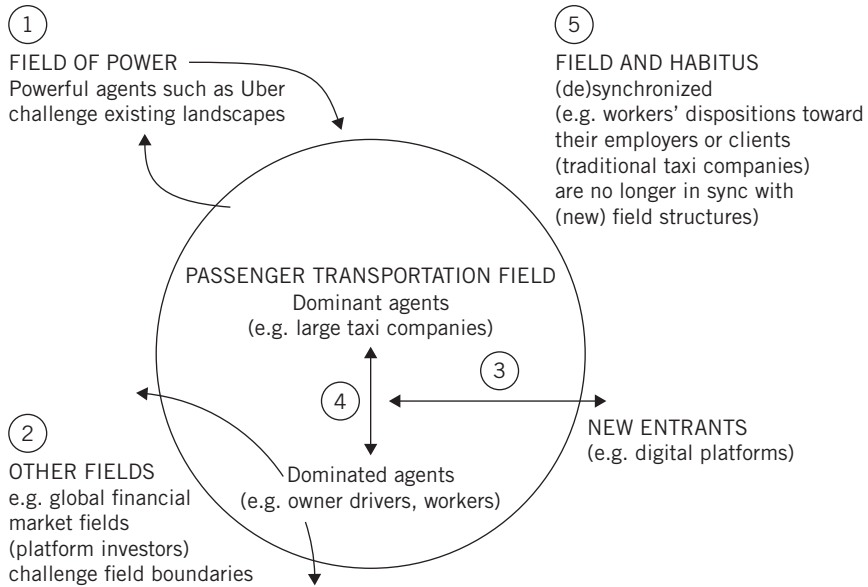 1
FIELD OF POWER
Powerful agents such as Uber
challenge existing landscapes
5
FIELD AND HABITUS
(de)synchronized
(e.g. workers’ dispositions toward
their employers or clients
(traditional taxi companies)
are no longer in sync with
(new) field structures)
PASSENGER TRANSPORTATION FIELD
Dominant agents
(e.g. large taxi companies)
3
4
NEW ENTRANTS
(e.g. digital platforms)
2
OTHER FIELDS
e.g. global financial
market fields
(platform investors)
challenge field boundaries
Dominated agents
(e.g. owner drivers, workers)